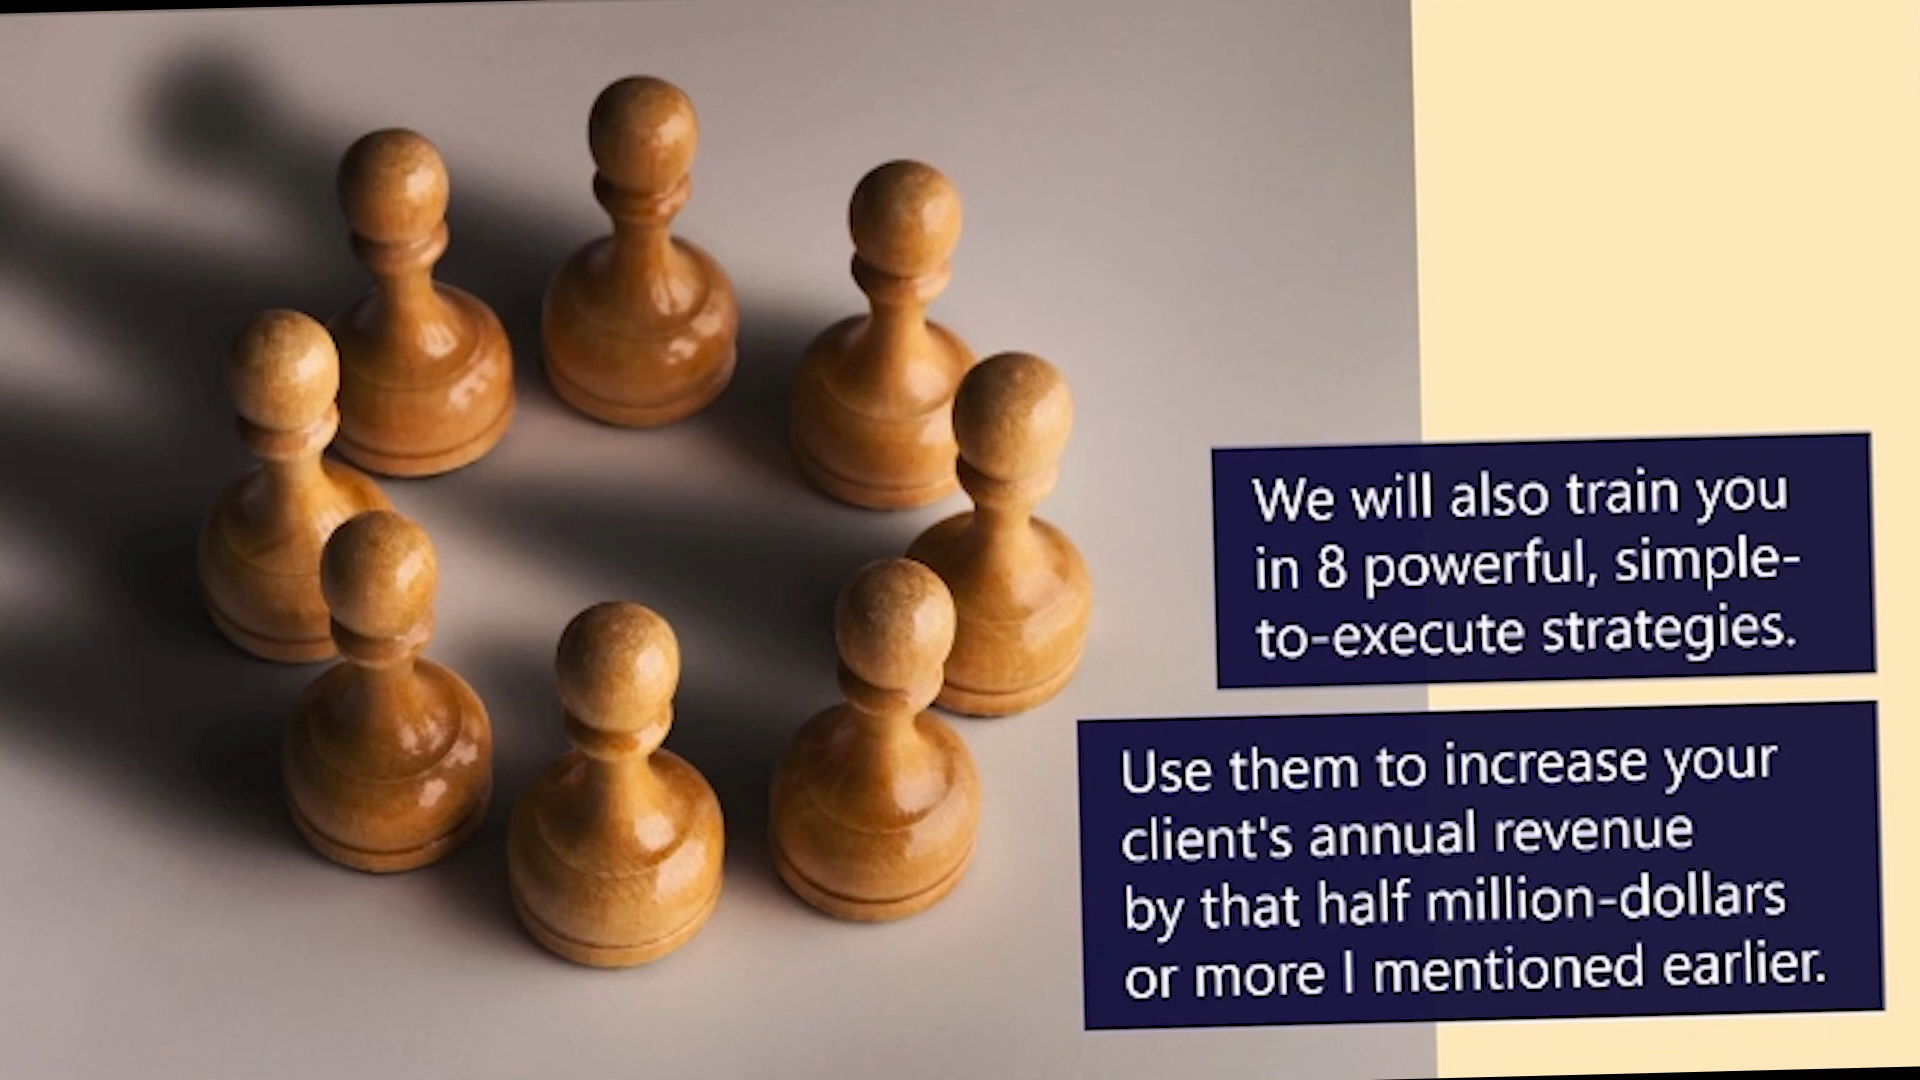 We will also train you
in 8 powerful, simple-
to-execute strategies.
Use them to increase your
client's annual revenue
by that half million-dollars
or more I mentioned earlier.